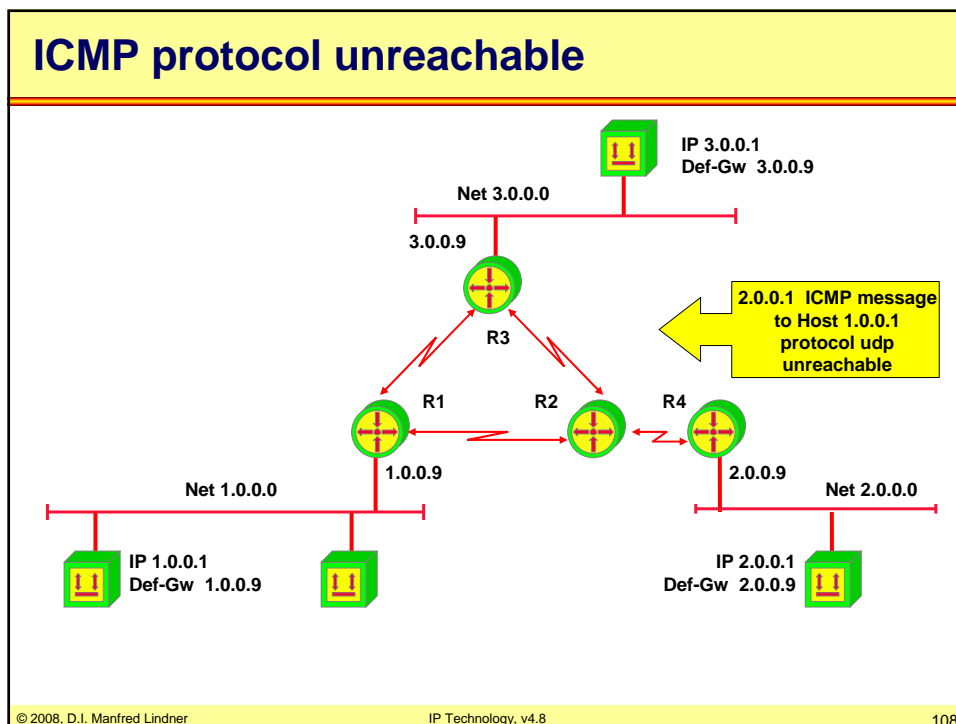 ICMP protocol unreachable
IP 3.0.0.1
Def-Gw 3.0.0.9
Net 3.0.0.0
3.0.0.9
2.0.0.1 ICMP message
to Host 1.0.0.1
protocol udp
unreachable
R3
R1
R2
R4
1.0.0.9
2.0.0.9
Net 1.0.0.0
Net 2.0.0.0
IP 1.0.0.1
Def-Gw 1.0.0.9
IP 2.0.0.1
Def-Gw 2.0.0.9
© 2008, D.I. Manfred Lindner
IP Technology, v4.8
108